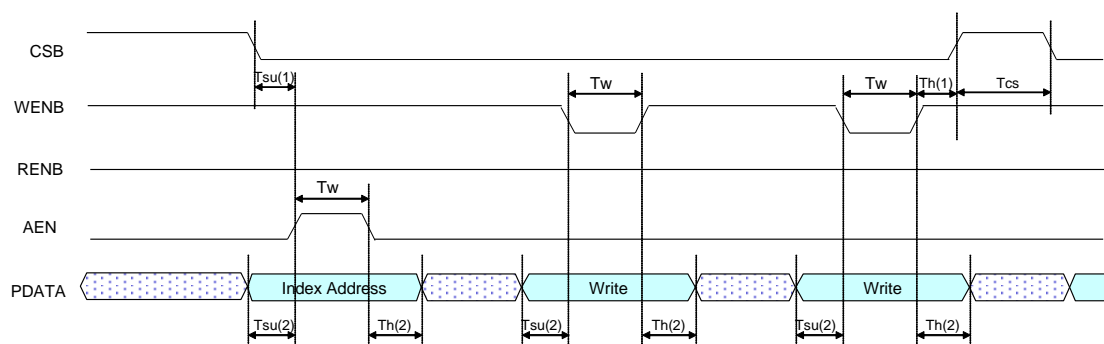 CSB
Tsu(1)
WENB
Tw
Tw
Th(1)
Tcs
RENB
Tw
AEN
PDATA
Index Address
Write
Write
Tsu(2)
Th(2)
Tsu(2)
Th(2)
Tsu(2)
Th(2)